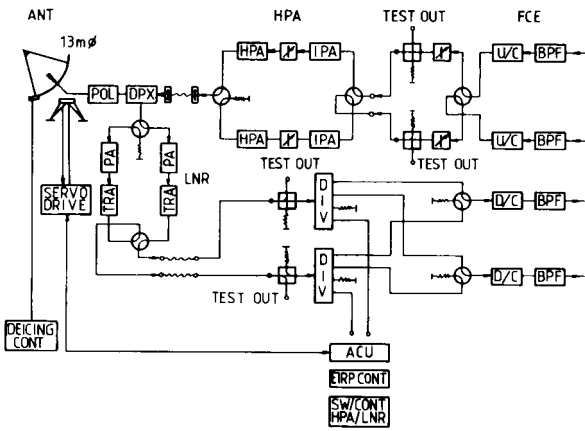 ANT
HPA
TEST OUT
FCE
13mø
HPA
IPA
U/C
BPF
POL
DPX
HPA
IPA
U/C
BPF
TEST OUT
TEST OUT
PA
PA
LNR
TRA
TRA
SERVO
DRIVE
DIV
D/C
BPF
DIV
D/C
BPF
TEST OUT
DEICING
CONT
ACU
EIRP CONT
SW/CONT
HPA/LNR